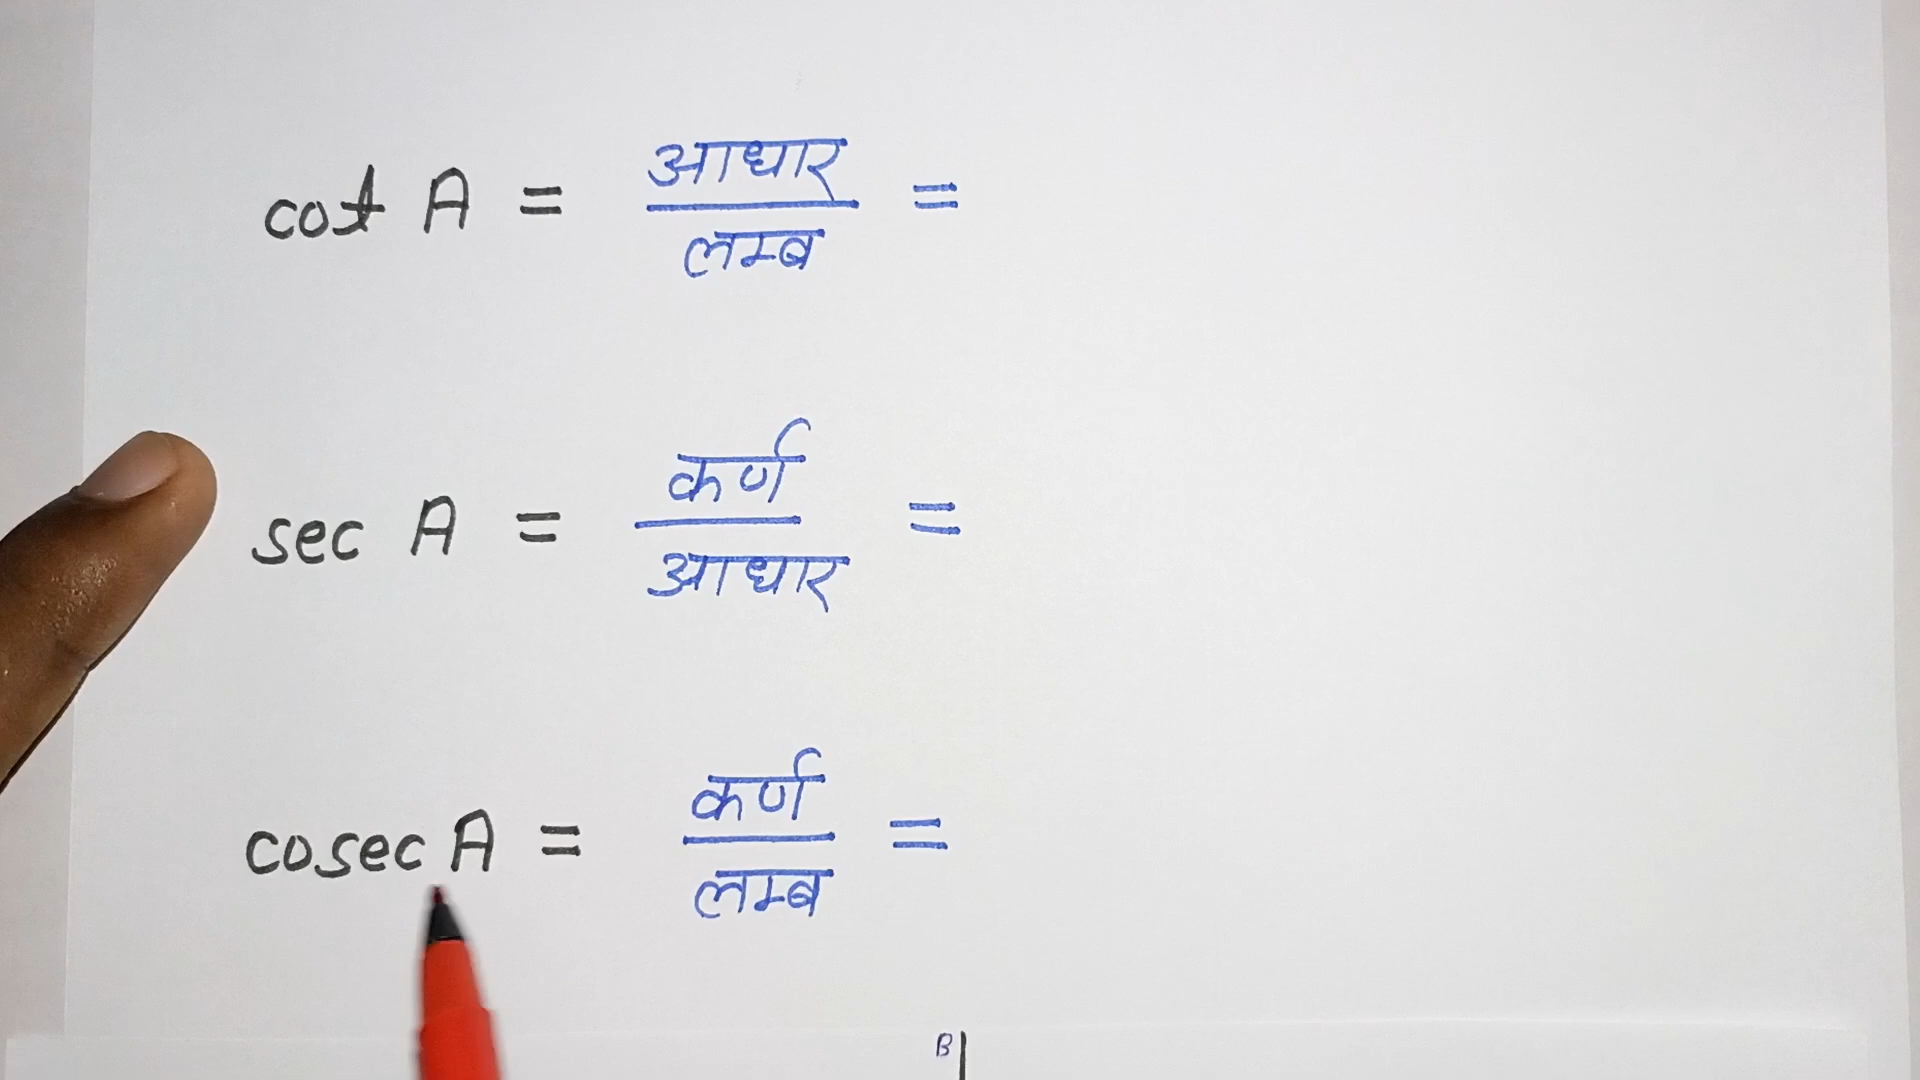 cot A = आधार / लम्ब =
sec A = कर्ण / आधार =
cosec A = कर्ण / लम्ब =
B